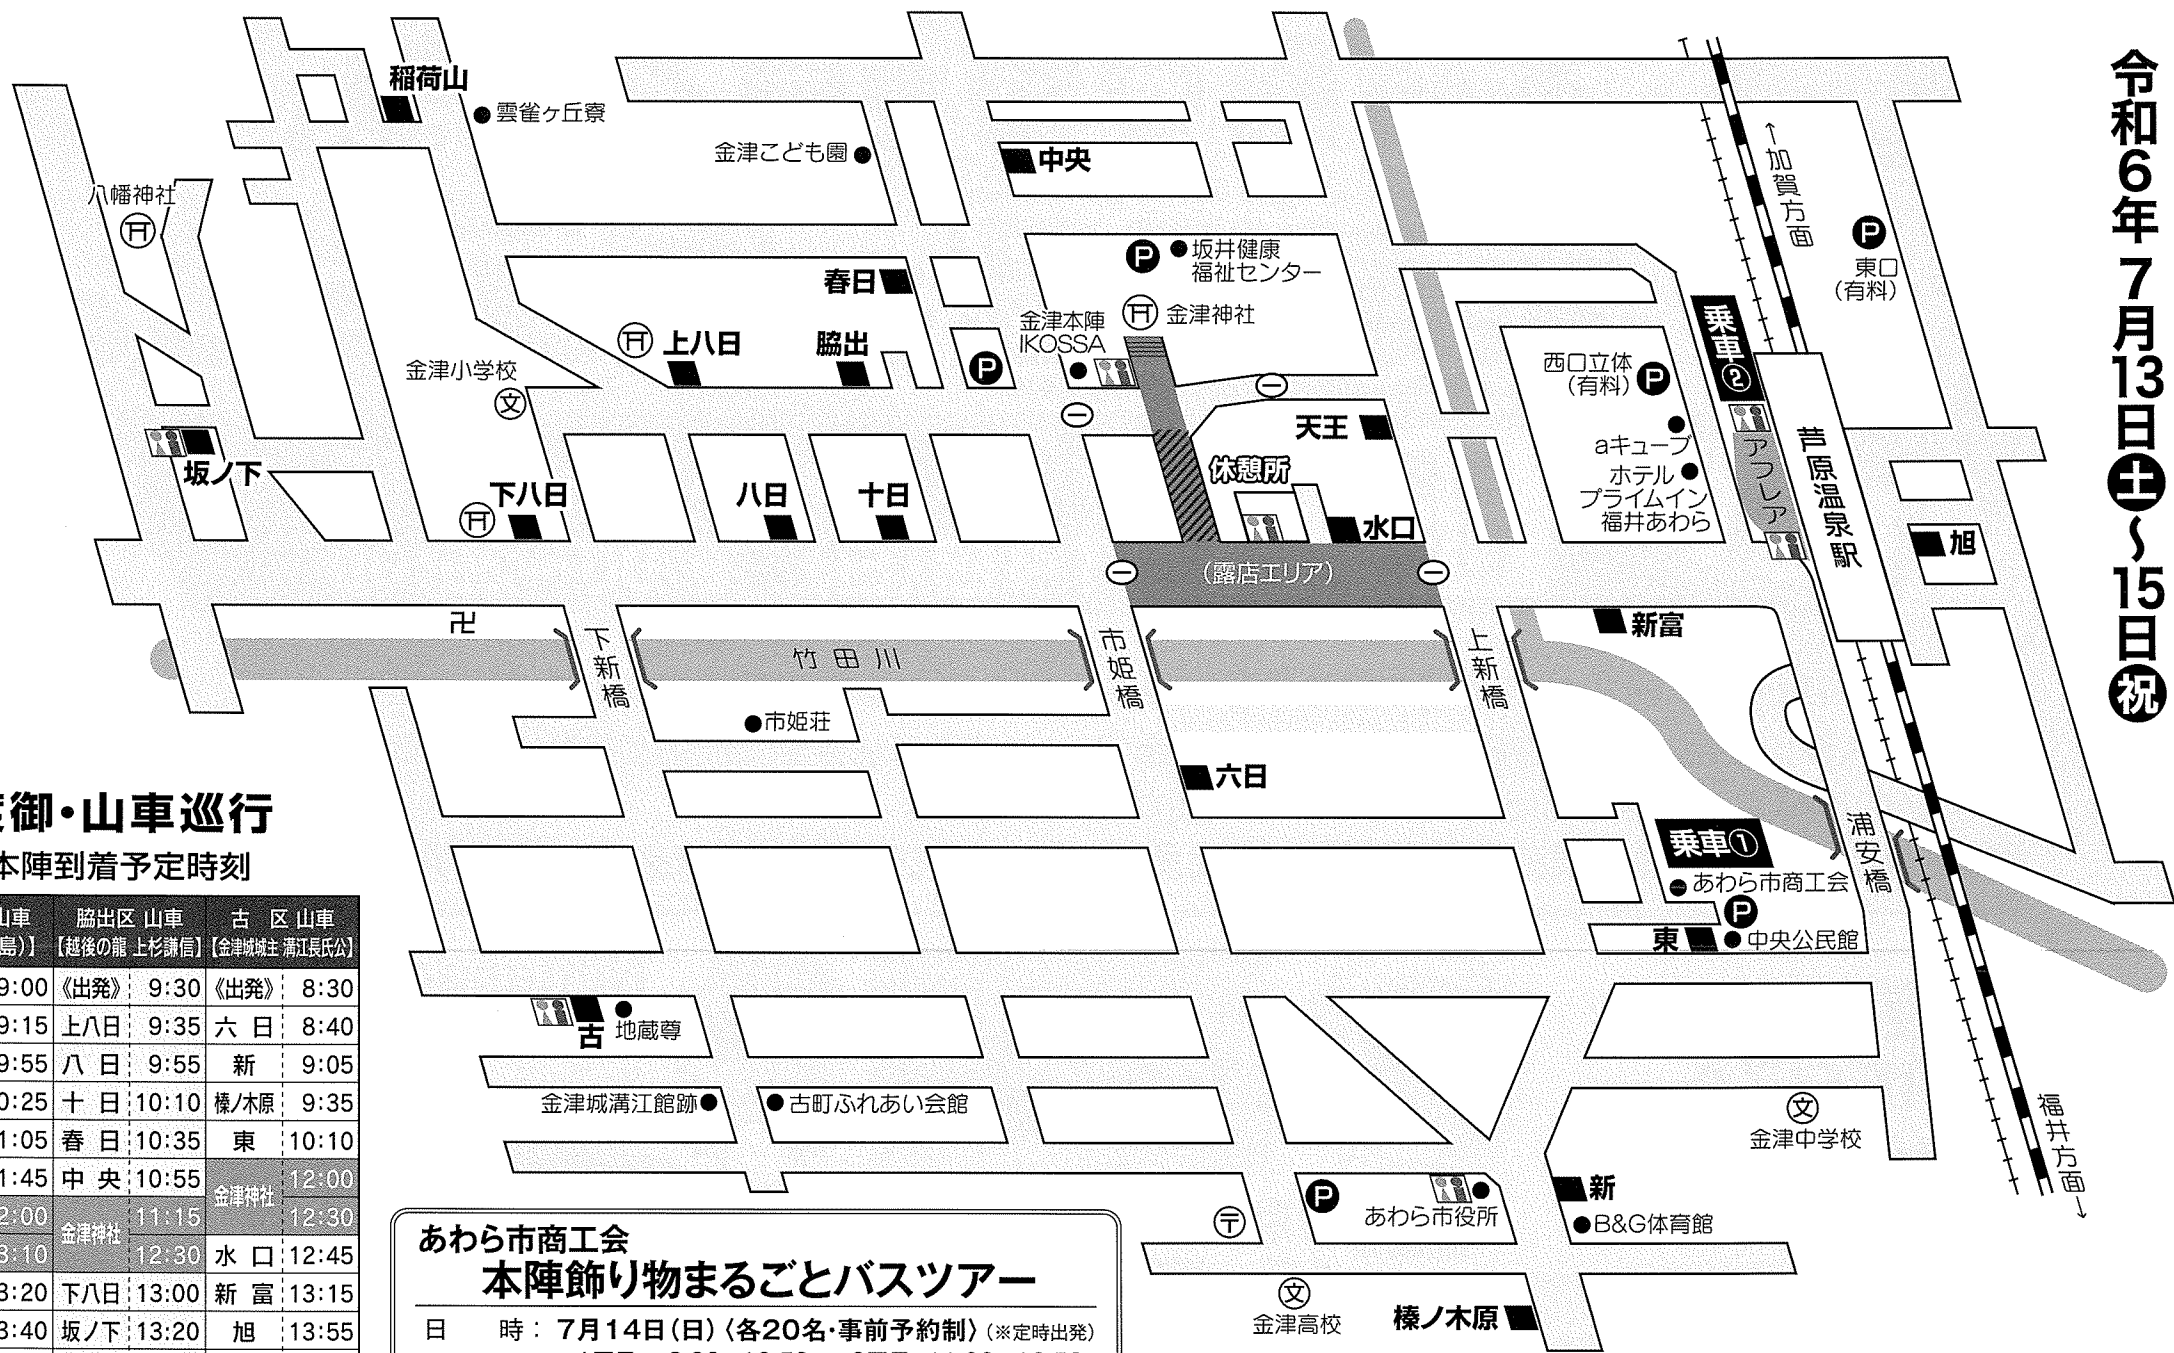 令和6年 7月13日土〜15日祝
稲荷山
雲雀ヶ丘寮
金津こども園
中央
↑加賀方面
八幡神社
P
東口
(有料)
P
坂井健康
福祉センター
春日
金津本陣
IKOSSA
金津神社
乗車②
上八日
脇出
P
金津小学校
文
西口立体
(有料)
P
天王
aキューブ
ホテル
プライムイン
福井あわら
アフレア
芦原温泉駅
坂ノ下
下八日
八日
十日
休憩所
水口
旭
(露店エリア)
新富
卍
下新橋
竹田川
市姫橋
上新橋
市姫荘
六日
浦安橋
乗車①
あわら市商工会
P
東
中央公民館
古
地蔵尊
金津城溝江館跡
古町ふれあい会館
文
金津中学校
福井方面↓
〒
P
あわら市役所
新
B&G体育館
文
金津高校
榛ノ木原
御・山車巡行
本陣到着予定時刻
山車 脇出区 山車 古 区 山車
島)】 【越後の龍 上杉謙信】 【金津城城主 溝江長氏公】
9:00 《出発》 9:30 《出発》 8:30
9:15 上八日 9:35 六日 8:40
9:55 八日 9:55 新 9:05
0:25 十日 10:10 榛ノ木原 9:35
1:05 春日 10:35 東 10:10
1:45 中央 10:55 金津神社 12:00
2:00 金津神社 11:15 12:30
3:10 12:30 水口 12:45
3:20 下八日 13:00 新富 13:15
3:40 坂ノ下 13:20 旭 13:55
あわら市商工会
本陣飾り物まるごとバスツアー
日 時：7月14日(日)〈各20名・事前予約制〉(※定時出発)